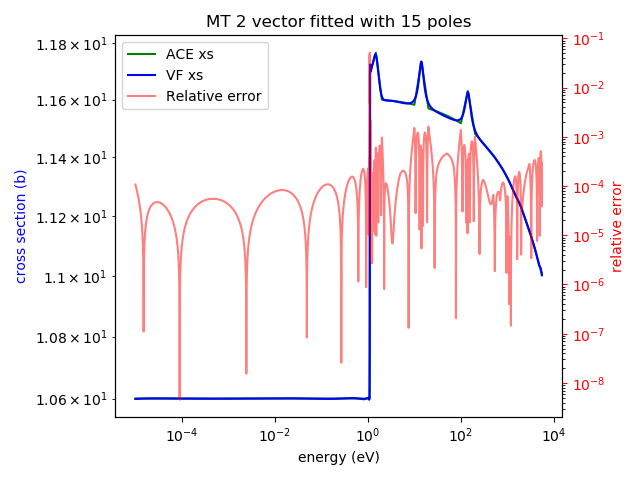 MT 2 vector fitted with 15 poles
ACE xs
VF xs
Relative error
cross section (b)
1.18 × 10¹
1.16 × 10¹
1.14 × 10¹
1.12 × 10¹
1.1 × 10¹
1.08 × 10¹
1.06 × 10¹
10⁻¹
10⁻²
10⁻³
10⁻⁴
10⁻⁵
10⁻⁶
10⁻⁷
10⁻⁸
relative error
10⁻⁴ 10⁻² 10⁰ 10² 10⁴
energy (eV)